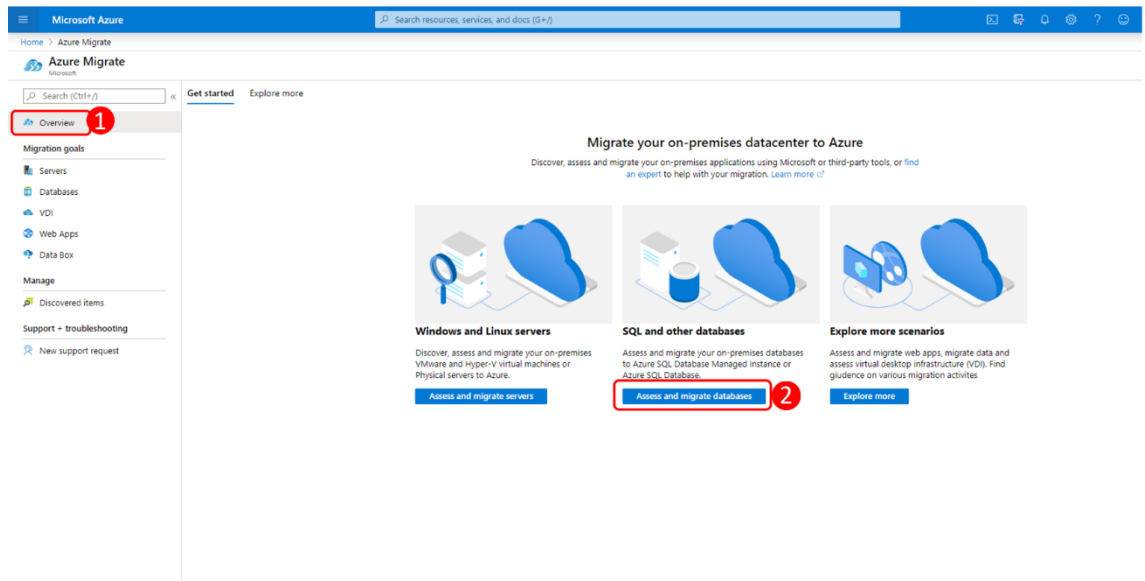 Microsoft Azure
Search resources, services, and docs (G+/)
Home > Azure Migrate
Azure Migrate
Microsoft
Search (Ctrl+/)
«
Get started Explore more
Overview
1
Migration goals
Servers
Databases
VDI
Web Apps
Data Box
Manage
Discovered items
Support + troubleshooting
New support request
Migrate your on-premises datacenter to Azure
Discover, assess and migrate your on-premises applications using Microsoft or third-party tools, or find
an expert to help with your migration. Learn more
Windows and Linux servers
Discover, assess and migrate your on-premises
VMware and Hyper-V virtual machines or
Physical servers to Azure.
Assess and migrate servers
SQL and other databases
Assess and migrate your on-premises databases
to Azure SQL Database Managed Instance or
Azure SQL Database.
Assess and migrate databases
2
Explore more scenarios
Assess and migrate web apps, migrate data and
assess virtual desktop infrastructure (VDI). Find
giudence on various migration activites
Explore more